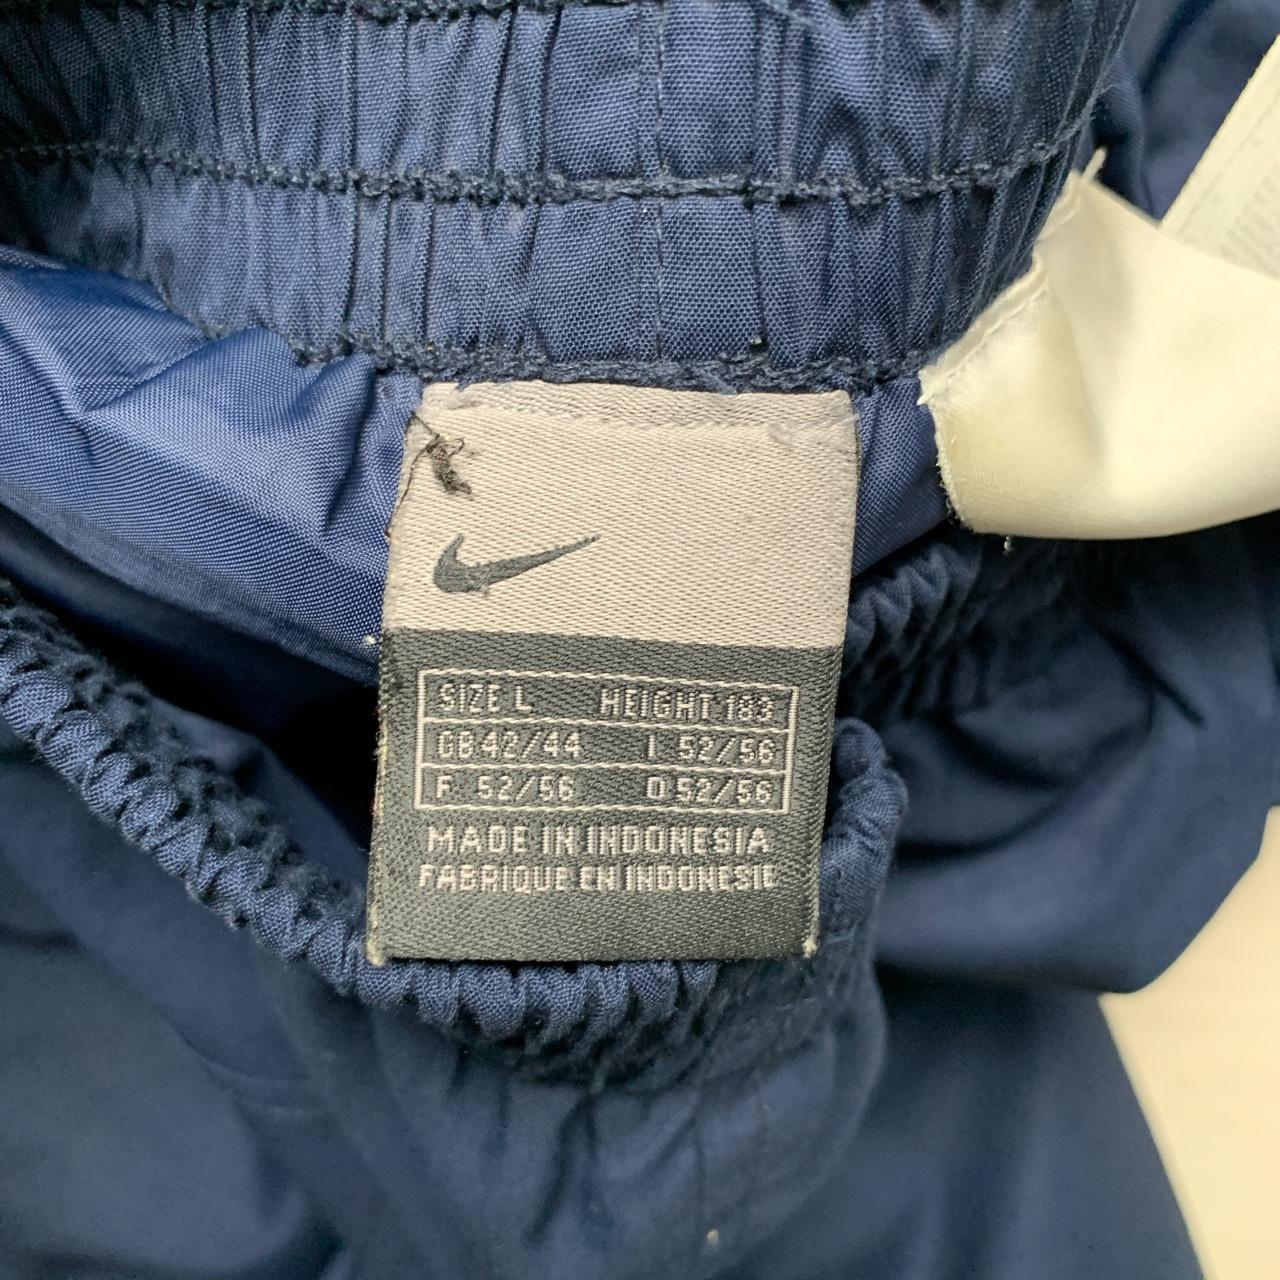 SIZE L HEIGHT 183
GB 42/44 I 52/56
F 52/56 D 52/56
MADE IN INDONESIA
FABRIQUE EN INDONESIE